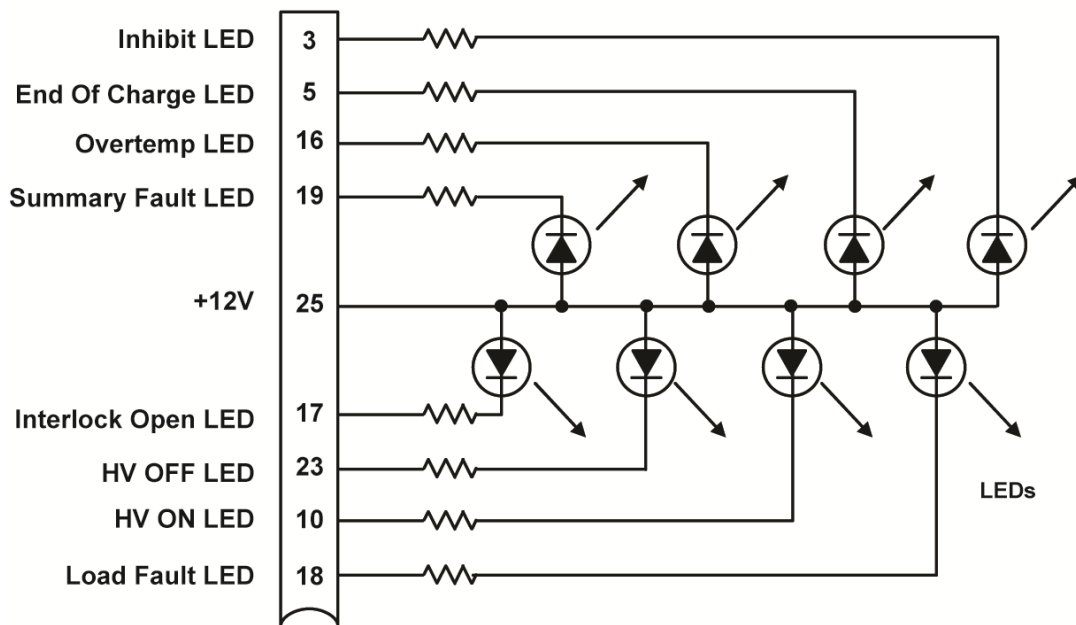 Inhibit LED 3
End Of Charge LED 5
Overtemp LED 16
Summary Fault LED 19
+12V 25
Interlock Open LED 17
HV OFF LED 23
HV ON LED 10
LEDs
Load Fault LED 18